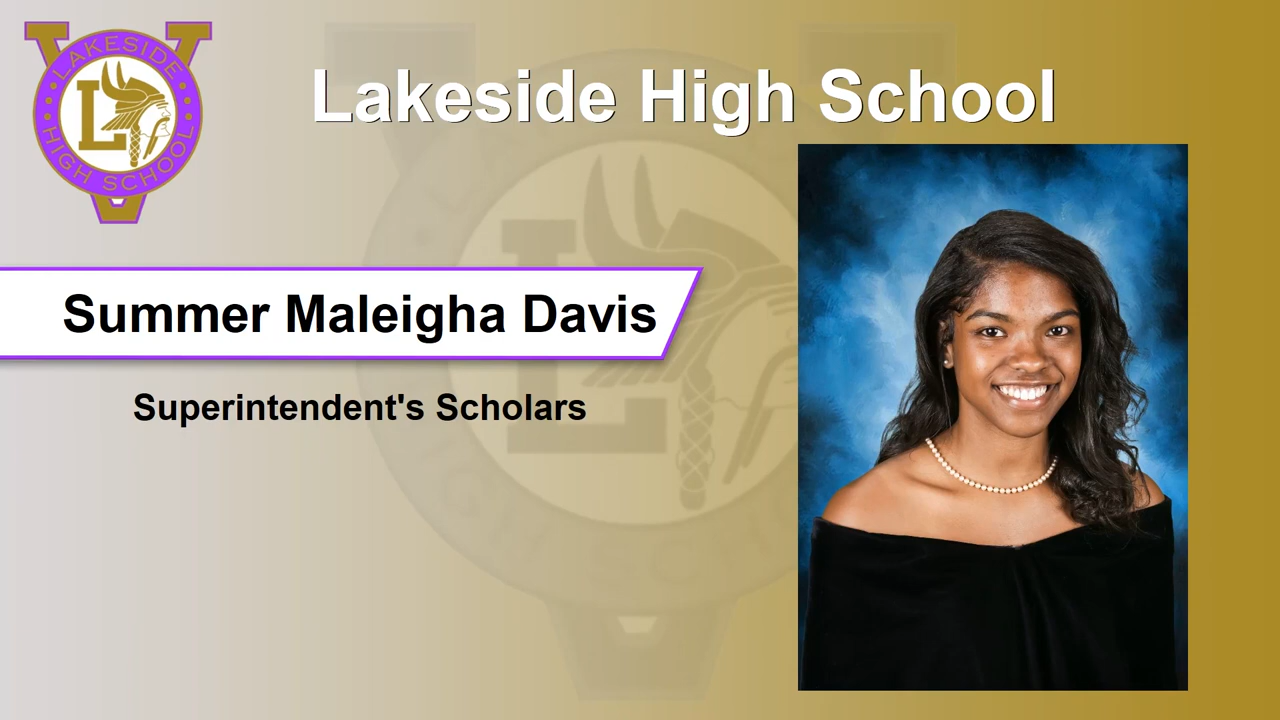 LAKESIDE
HIGH SCHOOL
L
Lakeside High School
Summer Maleigha Davis
Superintendent's Scholars
L